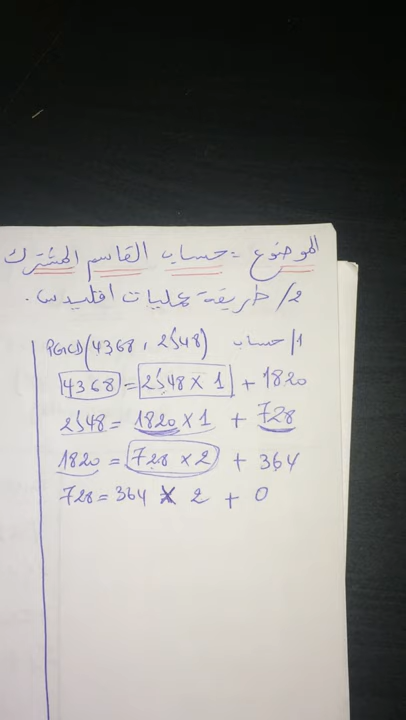 الموضوع = حساب القاسم المشترك
2/ طريقة عمليات اقليدس.
1/ حساب PGCD(4368, 2548)
4368 = 2548 × 1 + 1820
2548 = 1820 × 1 + 728
1820 = 728 × 2 + 364
728 = 364 × 2 + 0